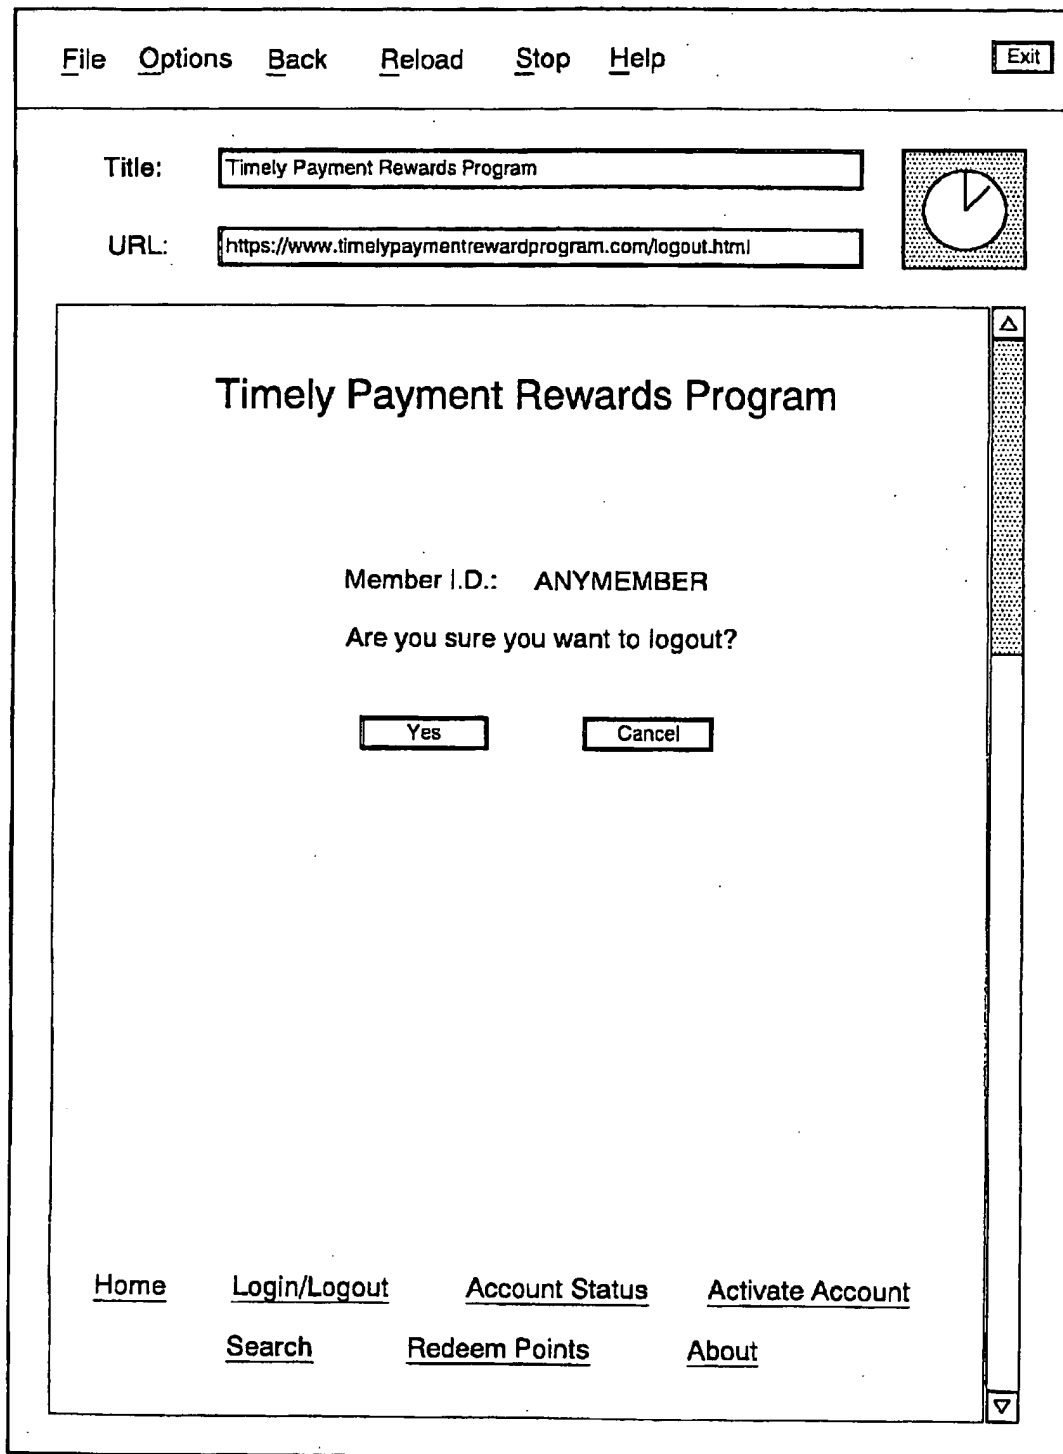 File Options Back Reload Stop Help Exit
Title: Timely Payment Rewards Program
URL: https://www.timelypaymentrewardprogram.com/logout.html
Timely Payment Rewards Program
Member I.D.: ANYMEMBER
Are you sure you want to logout?
Yes Cancel
Home Login/Logout Account Status Activate Account
Search Redeem Points About